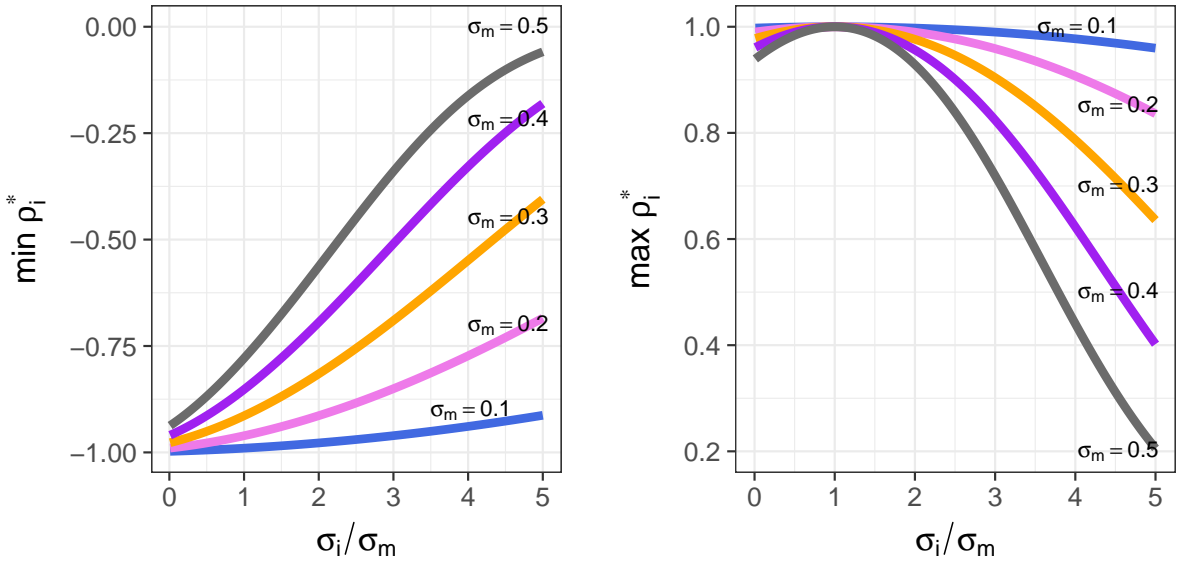 0.00
−0.25
−0.50
−0.75
−1.00
min ρᵢ*
σₘ = 0.5
σₘ = 0.4
σₘ = 0.3
σₘ = 0.2
σₘ = 0.1
0 1 2 3 4 5
σᵢ/σₘ
1.0
0.8
0.6
0.4
0.2
max ρᵢ*
σₘ = 0.1
σₘ = 0.2
σₘ = 0.3
σₘ = 0.4
σₘ = 0.5
0 1 2 3 4 5
σᵢ/σₘ